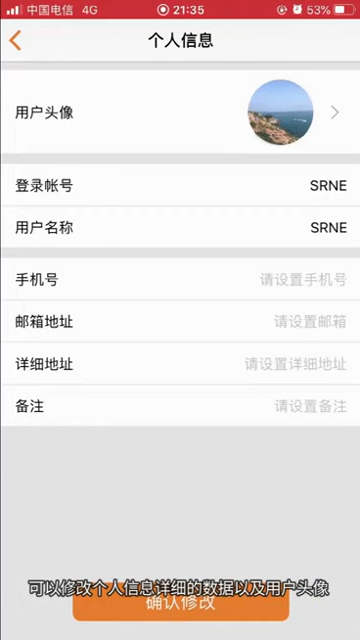 中国电信 4G 21:35 53%
个人信息
用户头像
登录帐号 SRNE
用户名称 SRNE
手机号 请设置手机号
邮箱地址 请设置邮箱
详细地址 请设置详细地址
备注 请设置备注
可以修改个人信息详细的数据以及用户头像
确认修改